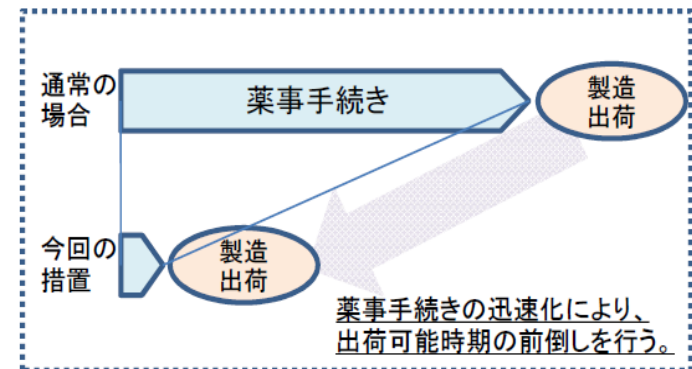 通常の
場合
薬事手続き
製造
出荷
今回の
措置
製造
出荷
薬事手続きの迅速化により、
出荷可能時期の前倒しを行う。